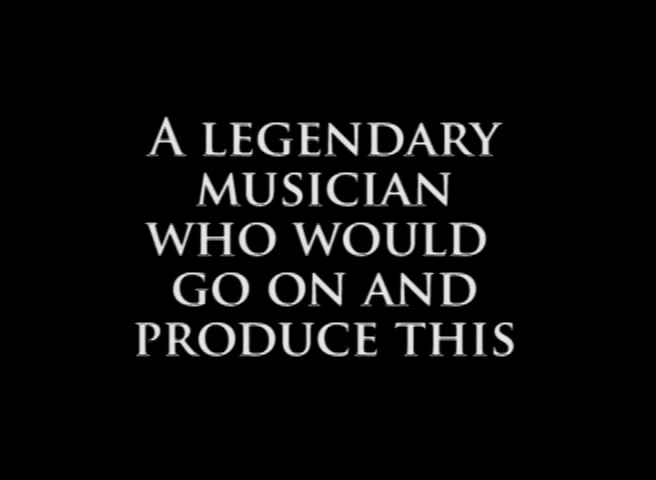 A LEGENDARY
MUSICIAN
WHO WOULD
GO ON AND
PRODUCE THIS